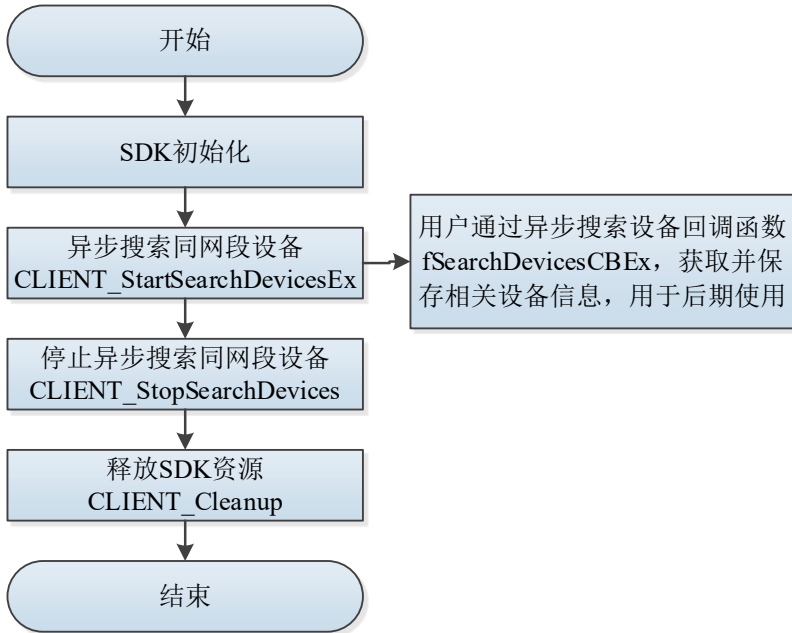 开始
SDK初始化
异步搜索同网段设备
CLIENT_StartSearchDevicesEx
用户通过异步搜索设备回调函数
fSearchDevicesCBEx，获取并保
存相关设备信息，用于后期使用
停止异步搜索同网段设备
CLIENT_StopSearchDevices
释放SDK资源
CLIENT_Cleanup
结束